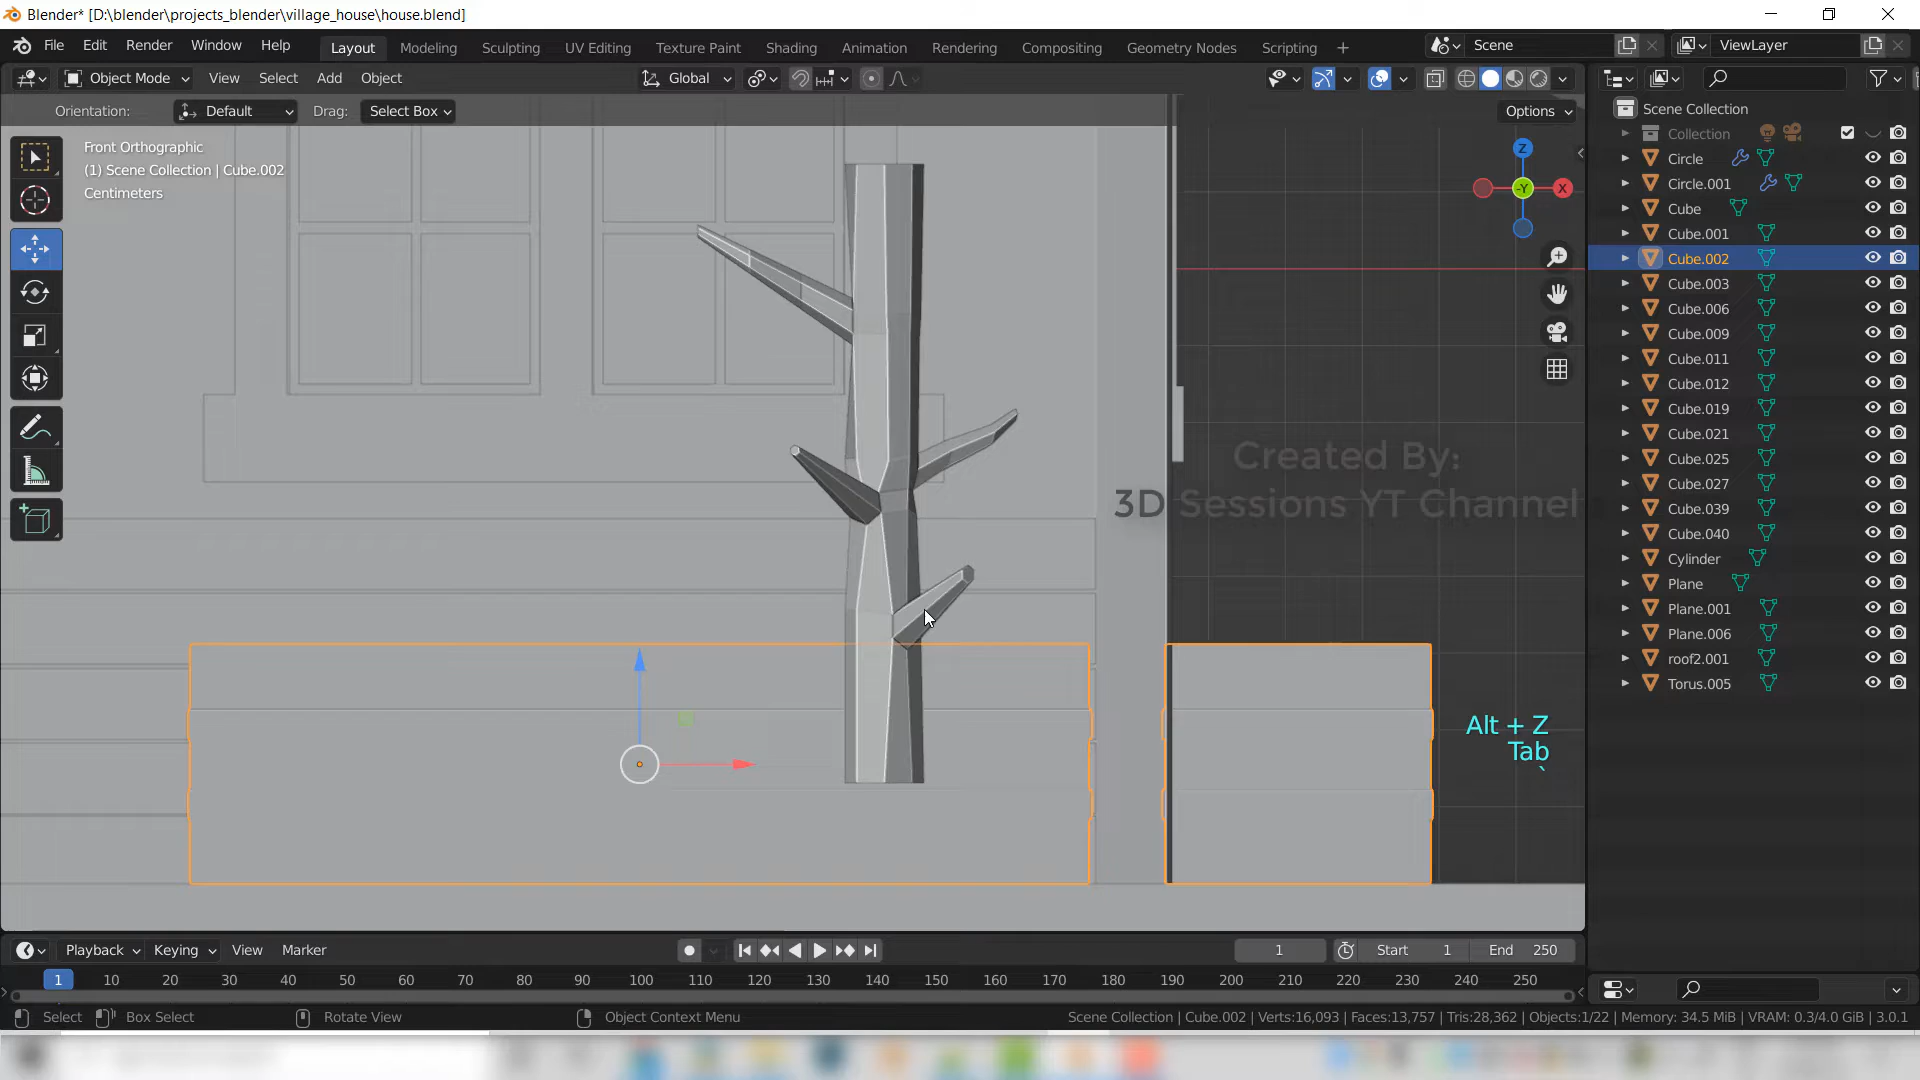 Blender* [D:\blender\projects_blender\village_house\house.blend]
File Edit Render Window Help Layout Modeling Sculpting UV Editing Texture Paint Shading Animation Rendering Compositing Geometry Nodes Scripting + Scene ViewLayer
Object Mode View Select Add Object Global
Orientation: Default Drag: Select Box Options
Front Orthographic
(1) Scene Collection | Cube.002
Centimeters
Z
-Y X
Scene Collection
Collection
Circle
Circle.001
Cube
Cube.001
Cube.002
Cube.003
Cube.006
Cube.009
Cube.011
Cube.012
Cube.019
Cube.021
Cube.025
Cube.027
Cube.039
Cube.040
Cylinder
Plane
Plane.001
Plane.006
roof2.001
Torus.005
Created By:
3D Sessions YT Channel
Alt + Z
Tab
`
Playback Keying View Marker 1 Start 1 End 250
1 10 20 30 40 50 60 70 80 90 100 110 120 130 140 150 160 170 180 190 200 210 220 230 240 250
Select Box Select Rotate View Object Context Menu Scene Collection | Cube.002 | Verts:16,093 | Faces:13,757 | Tris:28,362 | Objects:1/22 | Memory: 34.5 MiB | VRAM: 0.3/4.0 GiB | 3.0.1